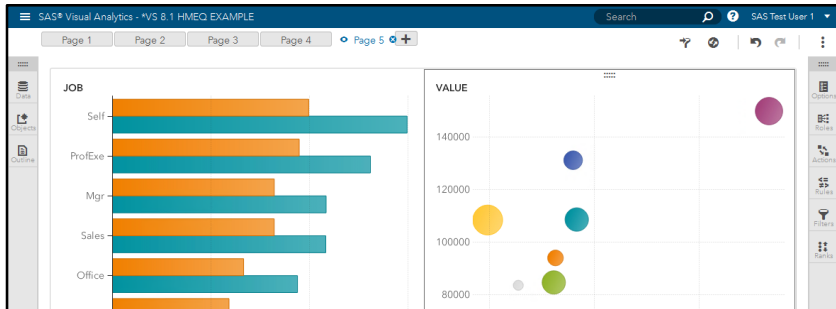 SAS® Visual Analytics - *VS 8.1 HMEQ EXAMPLE
Search
?
SAS Test User 1
Page 1
Page 2
Page 3
Page 4
Page 5
Data
Objects
Outline
JOB
Self
ProfExe
Mgr
Sales
Office
VALUE
140000
120000
100000
80000
Options
Roles
Actions
Rules
Filters
Ranks